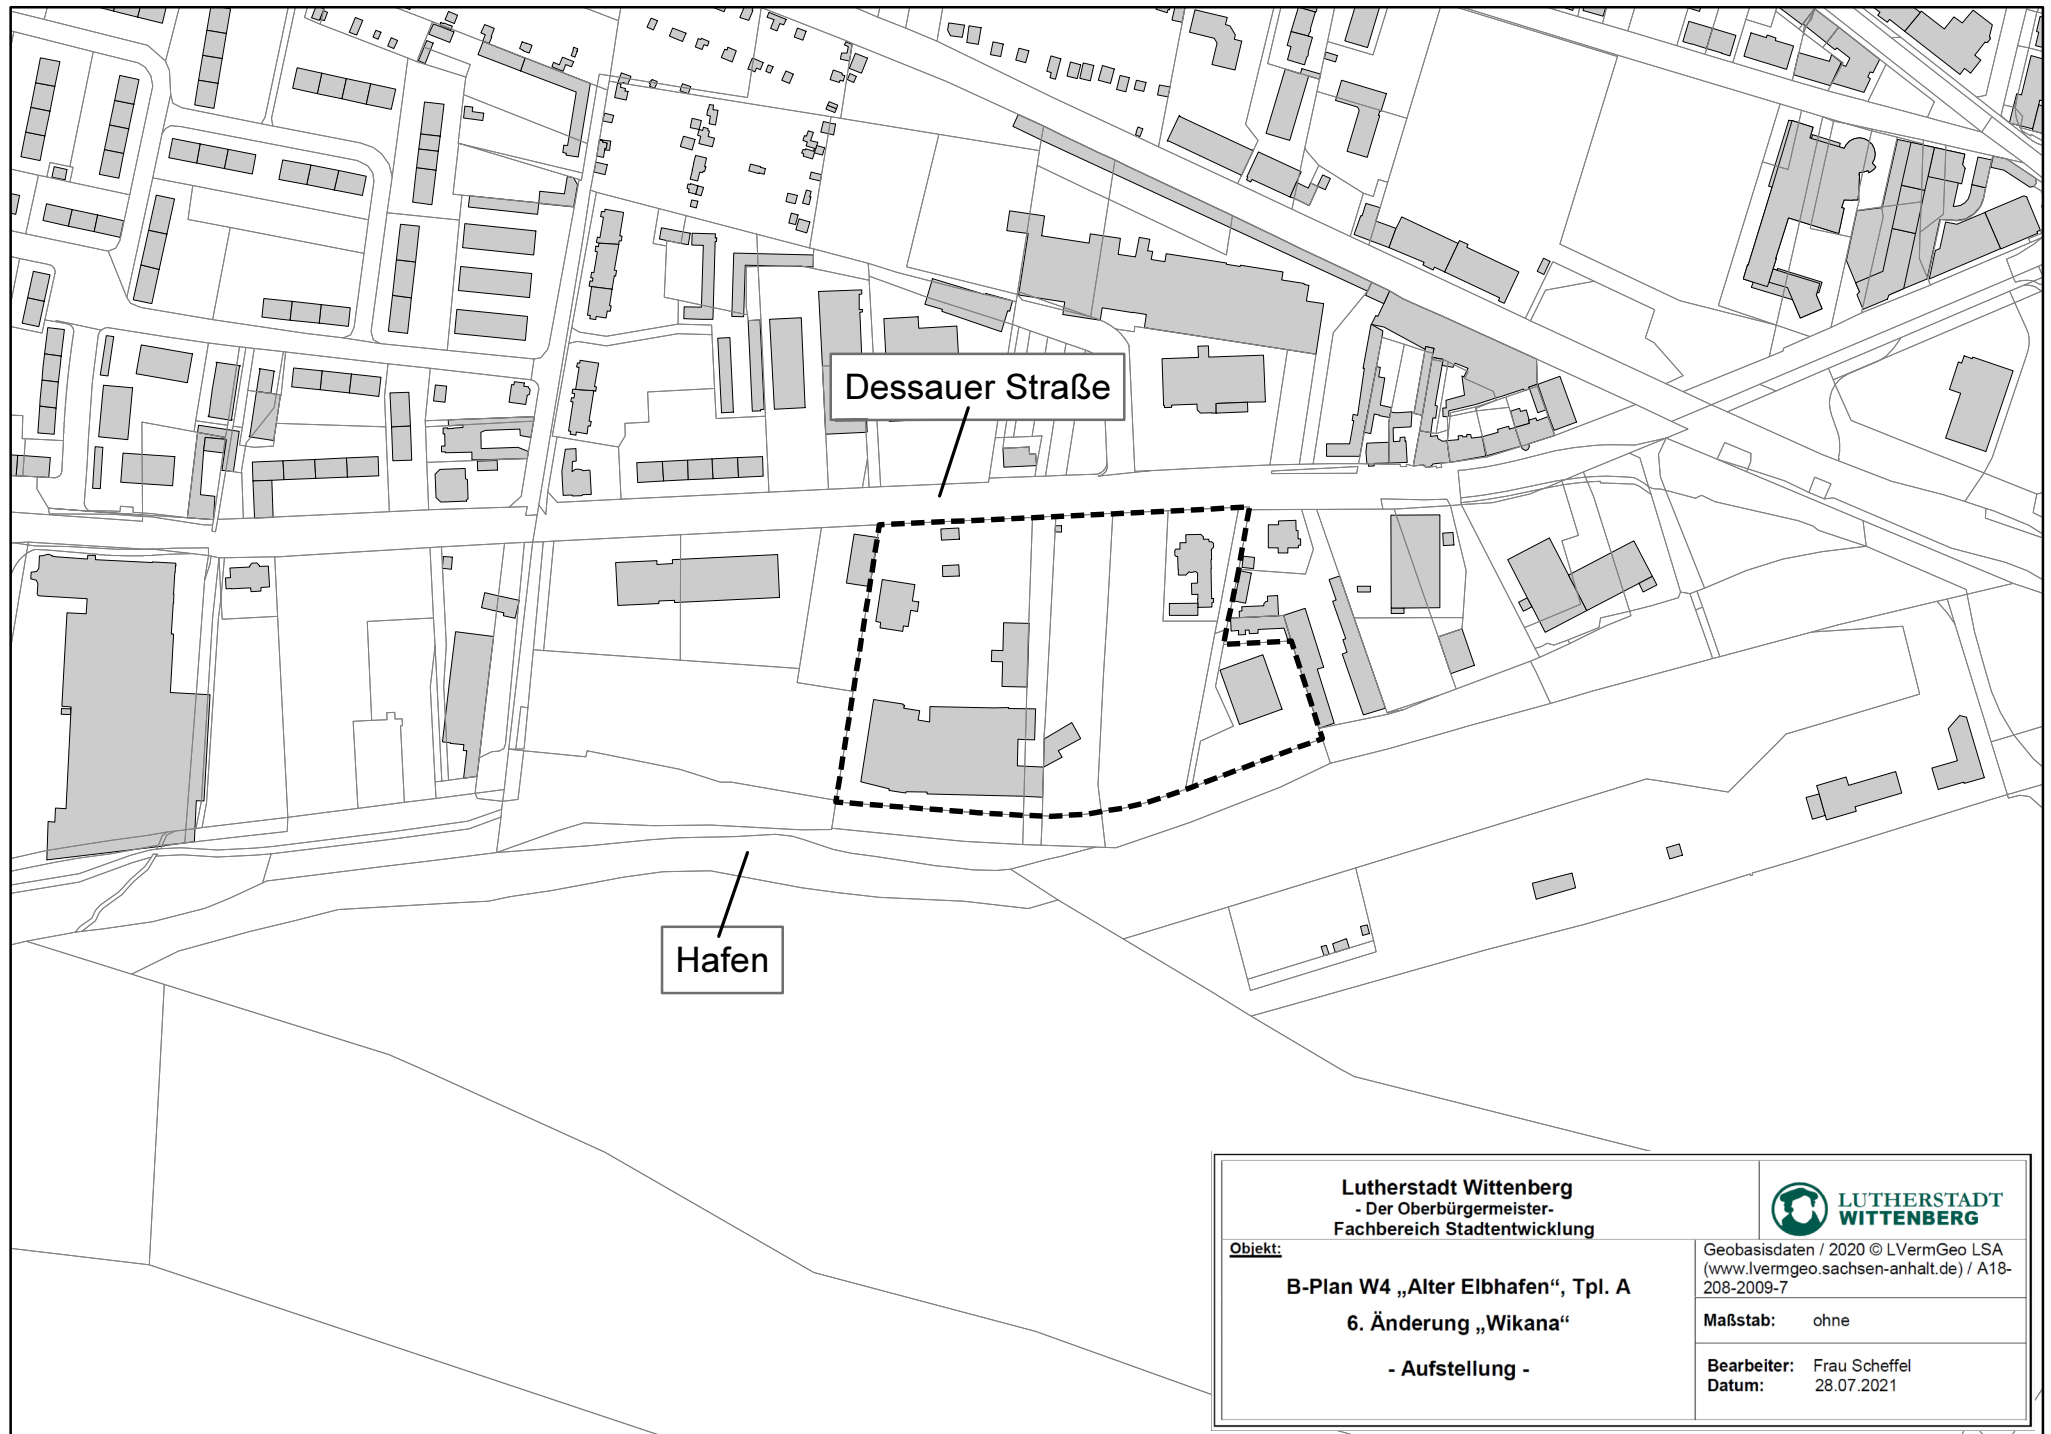 Dessauer Straße
Hafen
Lutherstadt Wittenberg
- Der Oberbürgermeister-
Fachbereich Stadtentwicklung
LUTHERSTADT
WITTENBERG
Objekt:
B-Plan W4 „Alter Elbhafen“, Tpl. A
6. Änderung „Wikana“
- Aufstellung -
Geobasisdaten / 2020 © LVermGeo LSA
(www.lvermgeo.sachsen-anhalt.de) / A18-
208-2009-7
Maßstab: ohne
Bearbeiter: Frau Scheffel
Datum: 28.07.2021